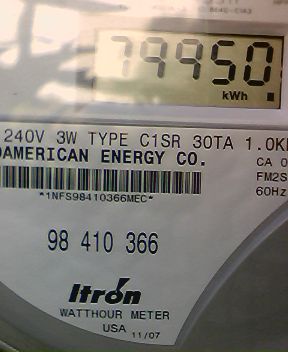 79950
kWh
240V 3W TYPE C1SR 30TA 1.0
AMERICAN ENERGY CO.
CA
FM2S
60Hz
*1NFS98410366MEC*
98 410 366
Itron
WATTHOUR METER
USA 11/07